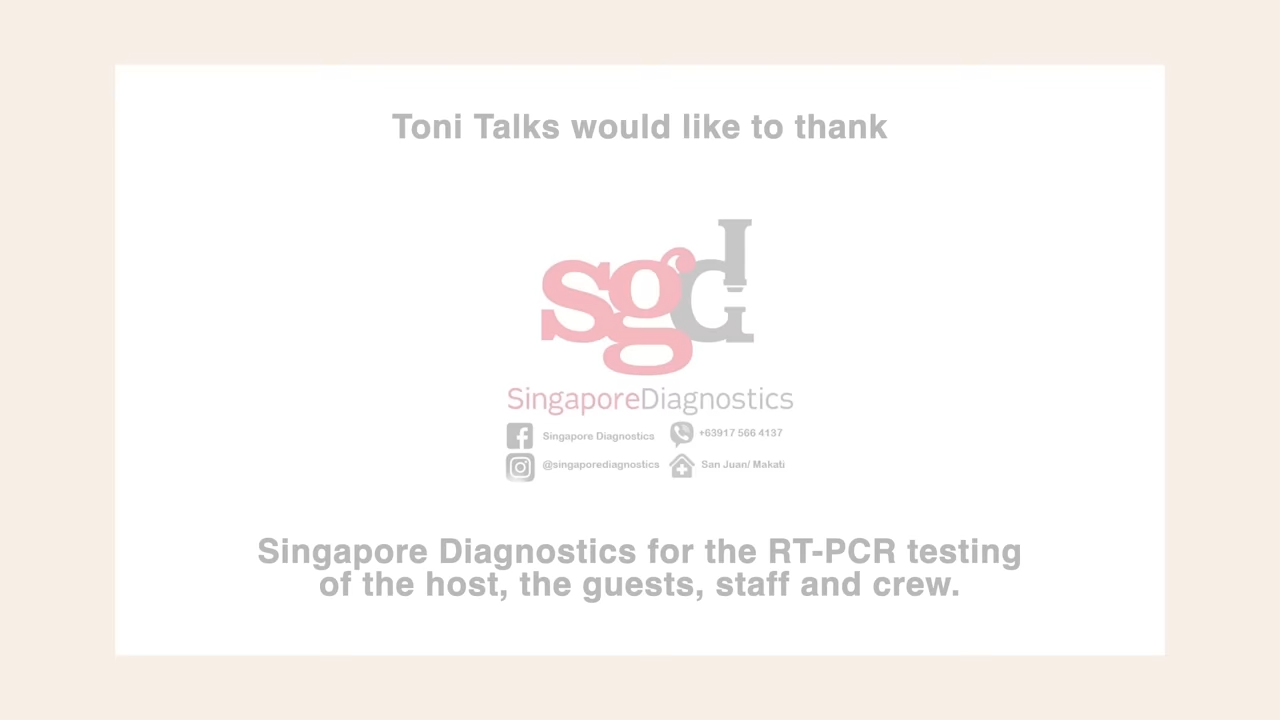 Toni Talks would like to thank
sgd
SingaporeDiagnostics
Singapore Diagnostics
+63917 566 4137
@singaporediagnostics
San Juan/ Makati
Singapore Diagnostics for the RT-PCR testing
of the host, the guests, staff and crew.